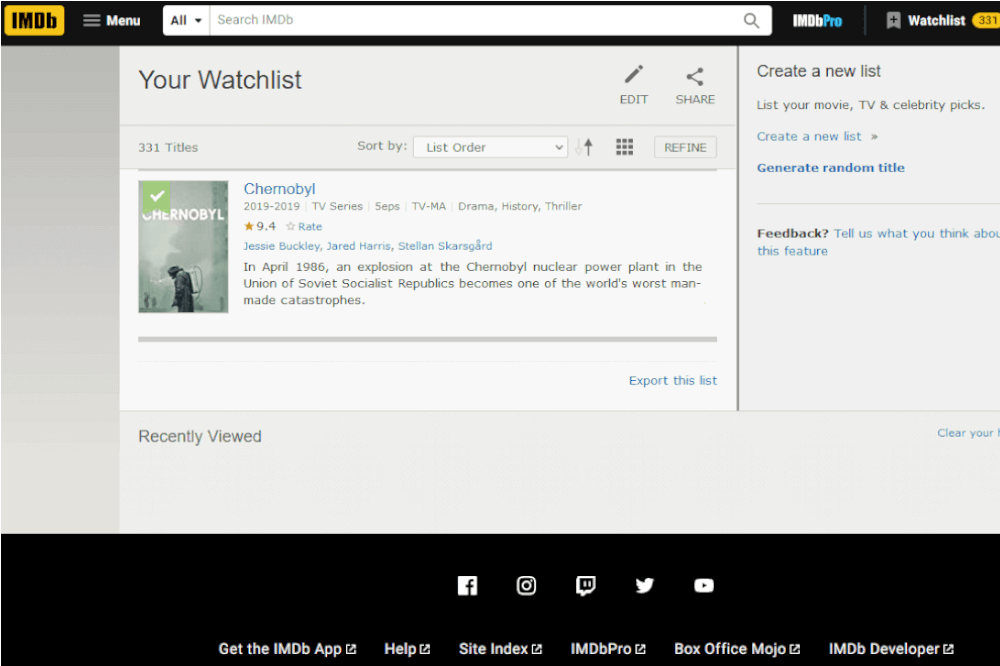 IMDb Menu All Search IMDb IMDbPro Watchlist 331
Your Watchlist
EDIT SHARE
331 Titles Sort by: List Order REFINE
CHERNOBYL
Chernobyl
2019-2019 TV Series 5eps TV-MA Drama, History, Thriller
9.4 Rate
Jessie Buckley, Jared Harris, Stellan Skarsgård
In April 1986, an explosion at the Chernobyl nuclear power plant in the
Union of Soviet Socialist Republics becomes one of the world's worst man-
made catastrophes.
Export this list
Create a new list
List your movie, TV & celebrity picks.
Create a new list »
Generate random title
Feedback? Tell us what you think abou
this feature
Recently Viewed
Clear your h
Get the IMDb App Help Site Index IMDbPro Box Office Mojo IMDb Developer